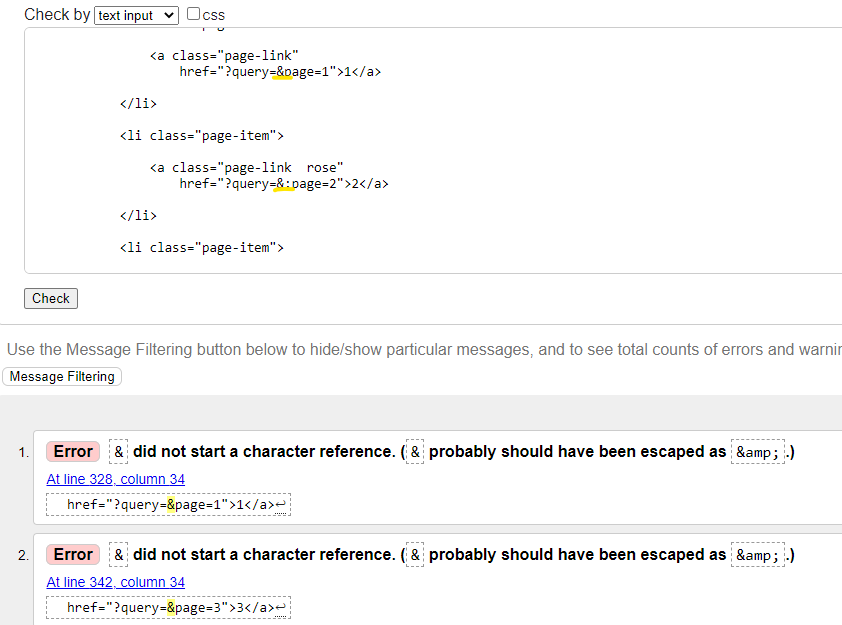 Check by text input css
<a class="page-link"
href="?query=&page=1">1</a>
</li>
<li class="page-item">
<a class="page-link  rose"
href="?query=&:page=2">2</a>
</li>
<li class="page-item">
Check
Use the Message Filtering button below to hide/show particular messages, and to see total counts of errors and
Message Filtering
1. Error & did not start a character reference. (& probably should have been escaped as &amp;.)
At line 328, column 34
href="?query=&page=1">1</a>↩
2. Error & did not start a character reference. (& probably should have been escaped as &amp;.)
At line 342, column 34
href="?query=&page=3">3</a>↩